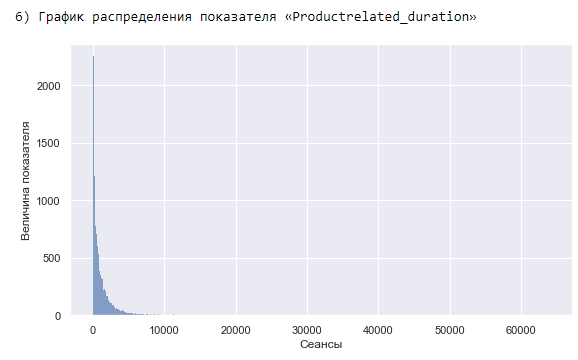 6) График распределения показателя «Productrelated_duration»
2000
1500
1000
500
0
Величина показателя
0 10000 20000 30000 40000 50000 60000
Сеансы